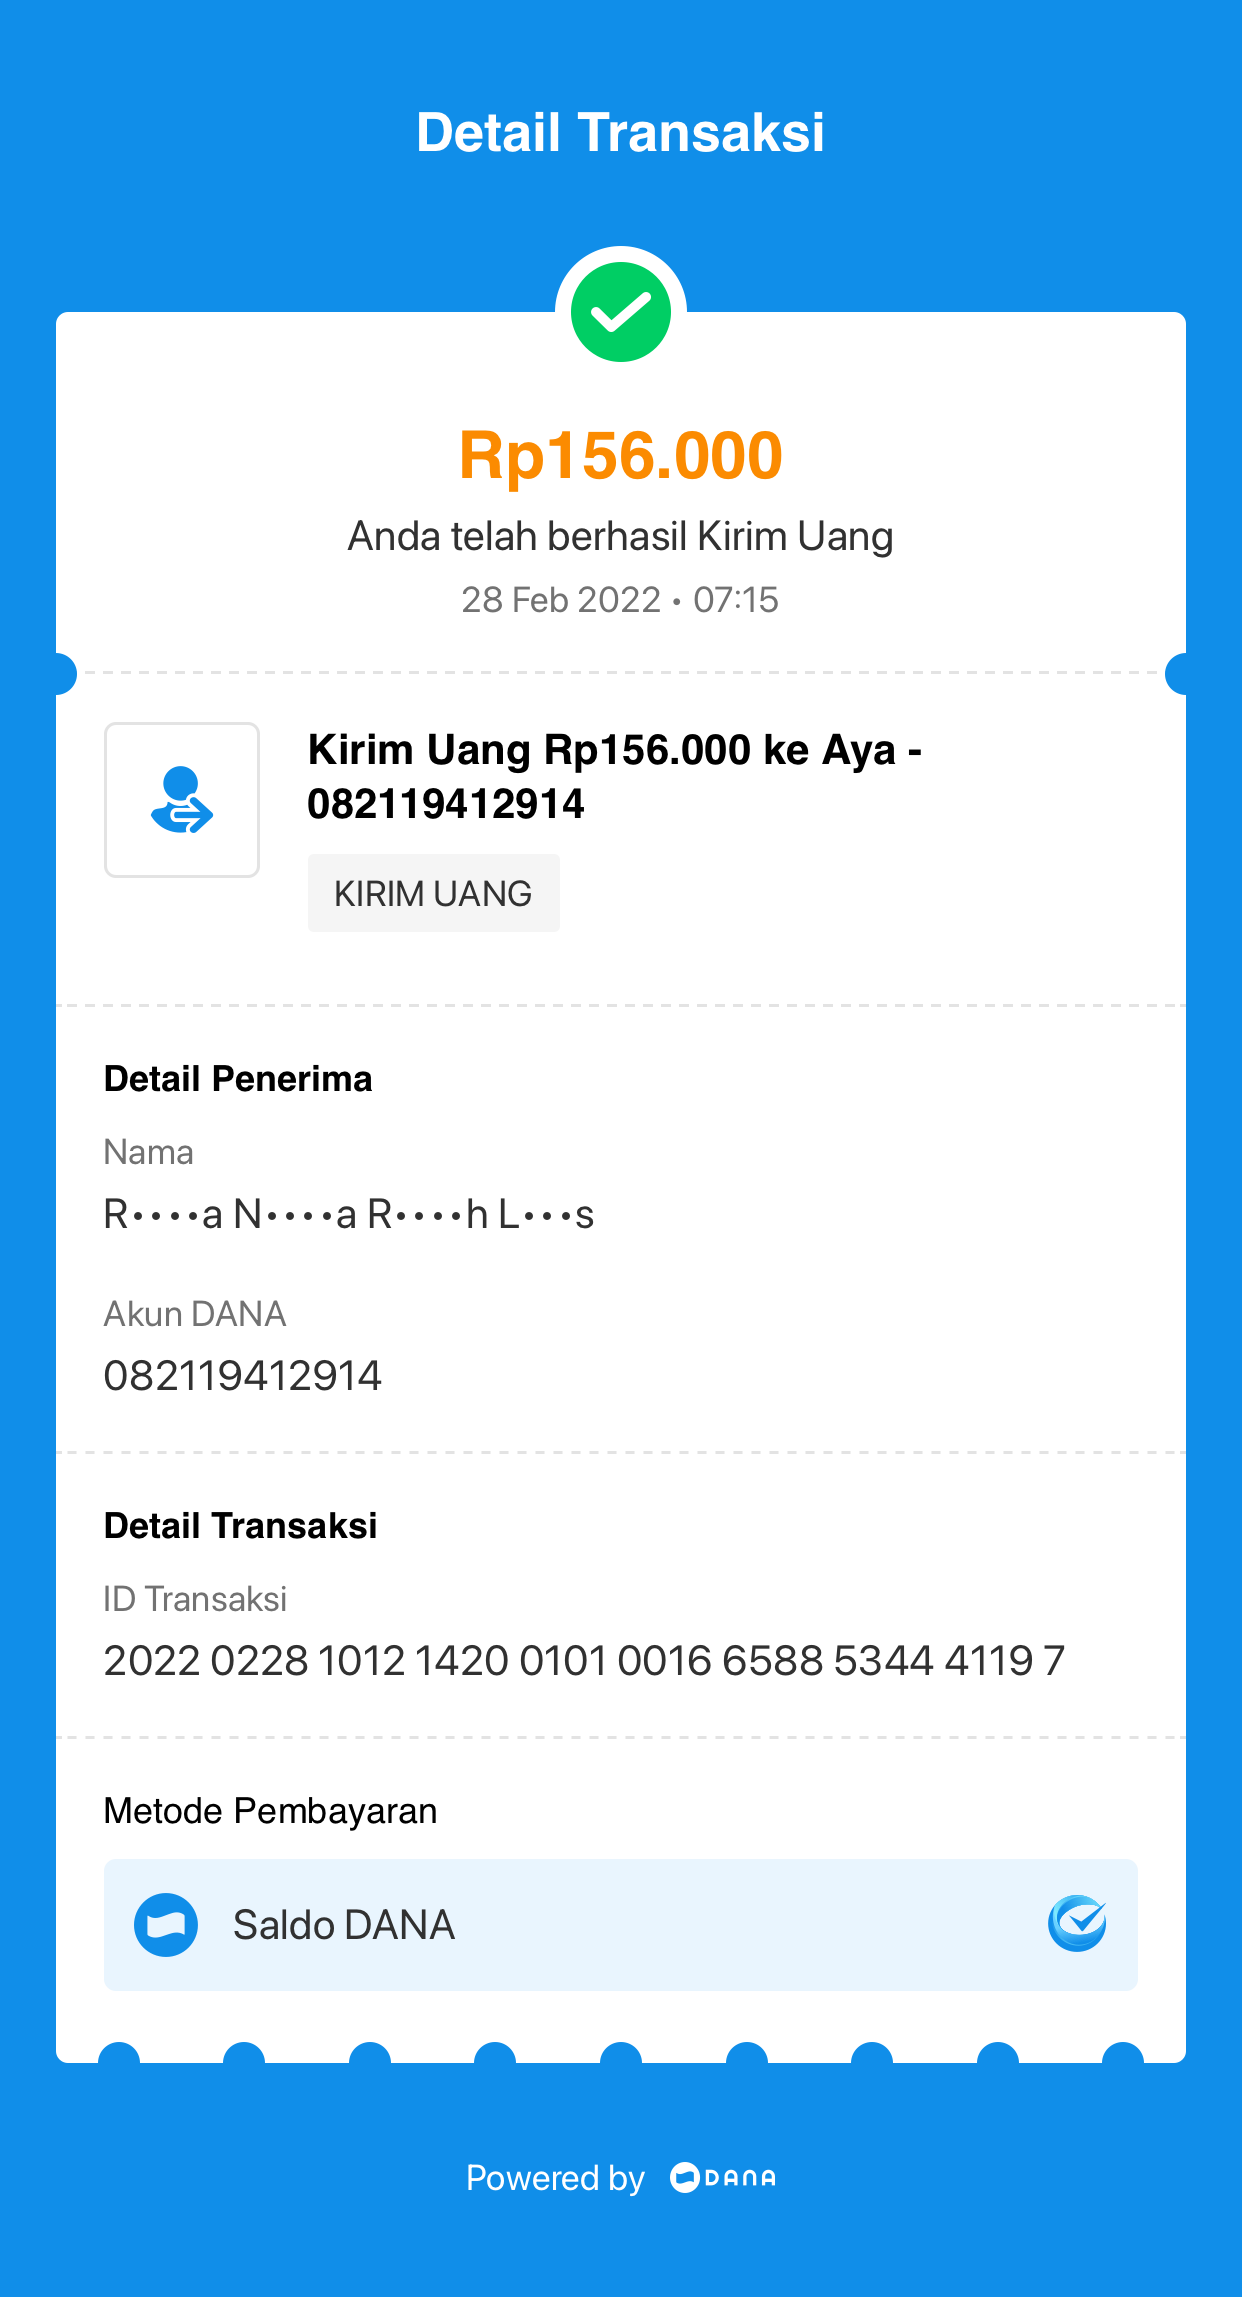 Detail Transaksi
Rp156.000
Anda telah berhasil Kirim Uang
28 Feb 2022 • 07:15
Kirim Uang Rp156.000 ke Aya -
082119412914
KIRIM UANG
Detail Penerima
Nama
R••••a N••••a R••••h L•••s
Akun DANA
082119412914
Detail Transaksi
ID Transaksi
2022 0228 1012 1420 0101 0016 6588 5344 4119 7
Metode Pembayaran
Saldo DANA
Powered by DANA